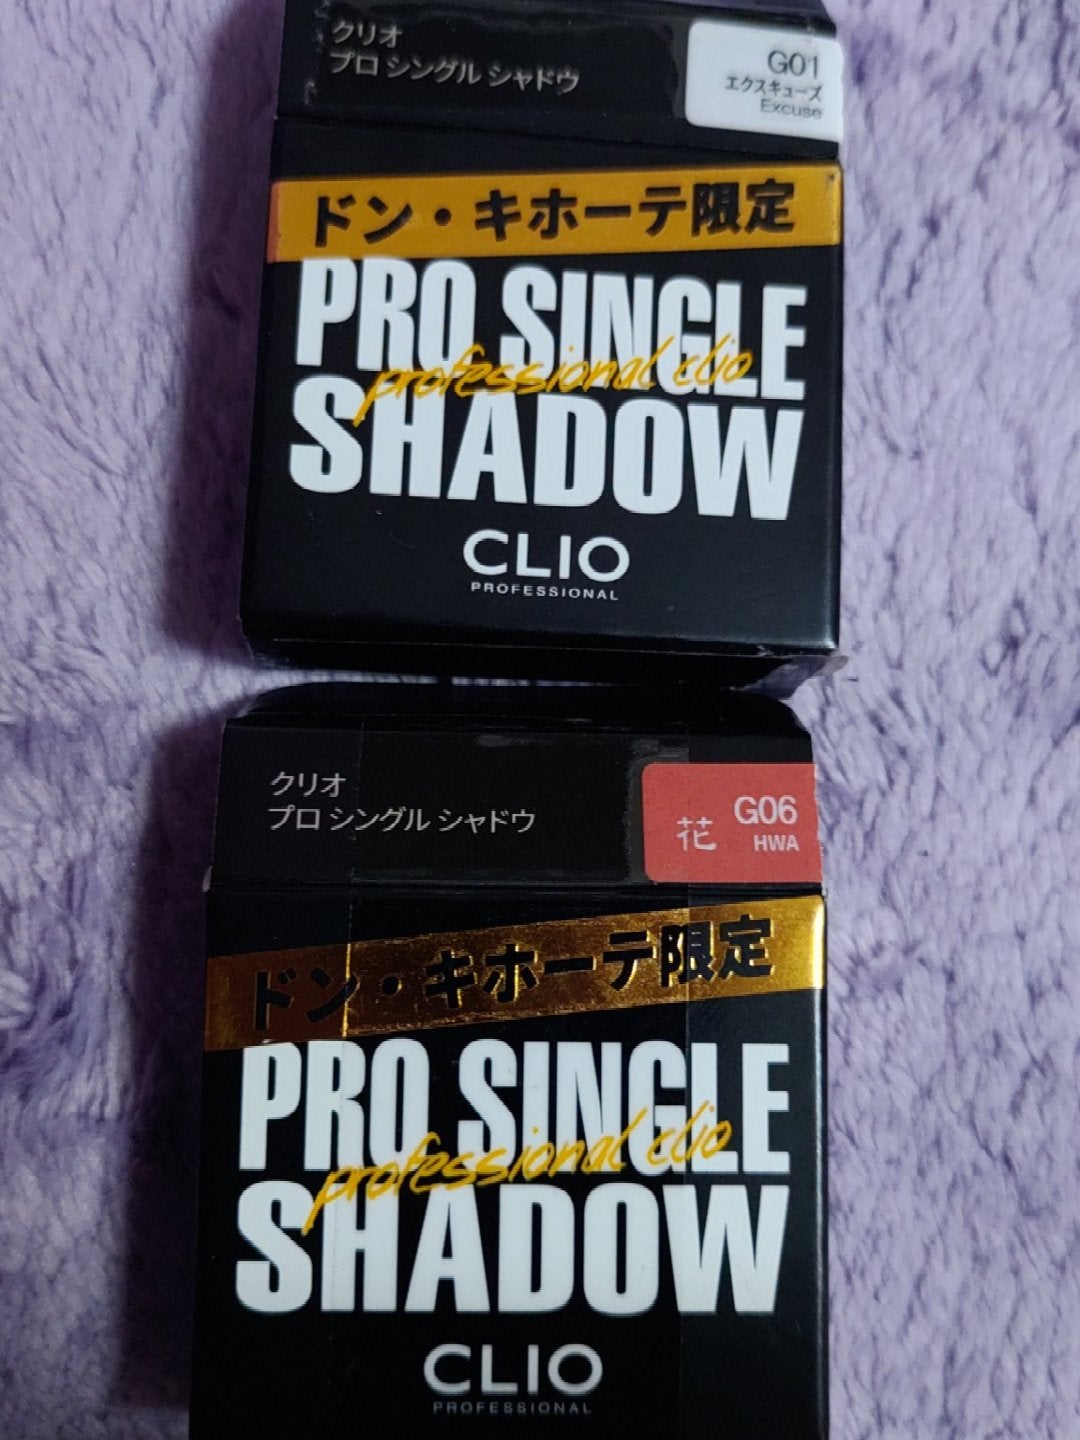 クリオ
プロ シングル シャドウ
G01
エクスキューズ
Excuse
ドン・キホーテ限定
PRO SINGLE
professional clio
SHADOW
CLIO
PROFESSIONAL
クリオ
プロ シングル シャドウ
花
G06
HWA
ドン・キホーテ限定
PRO SINGLE
professional clio
SHADOW
CLIO
PROFESSIONAL